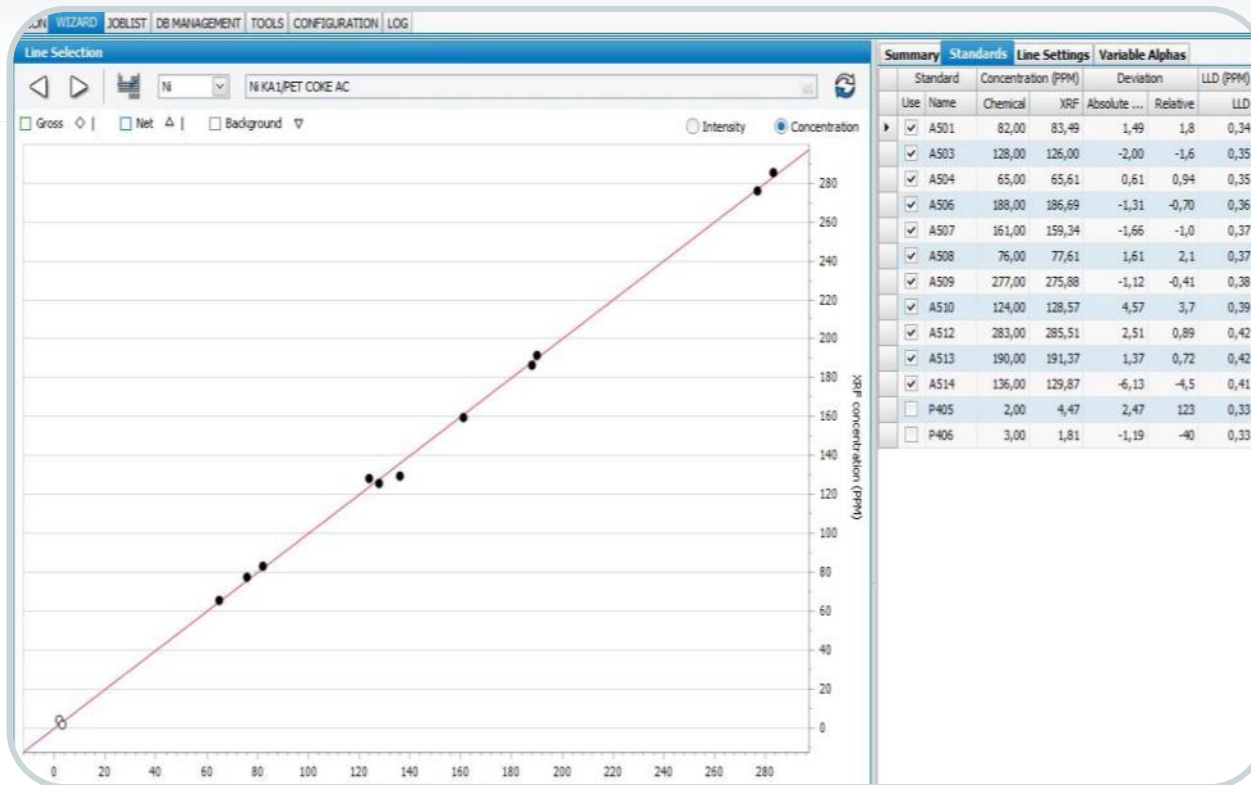 WIZARD JOBLIST DB MANAGEMENT TOOLS CONFIGURATION LOG
Line Selection
Ni Ni KA1/PET COKE AC
Gross Net Background Intensity Concentration
280
260
240
220
200
180
160
140
120
100
80
60
40
20
0
XRF concentration (PPM)
0 20 40 60 80 100 120 140 160 180 200 220 240 260 280
Summary Standards Line Settings Variable Alphas
Standard Concentration (PPM) Deviation LLD (PPM)
Use Name Chemical XRF Absolute ... Relative LLD
A501 82,00 83,49 1,49 1,8 0,34
A503 128,00 126,00 -2,00 -1,6 0,35
A504 65,00 65,61 0,61 0,94 0,35
A506 188,00 186,69 -1,31 -0,70 0,36
A507 161,00 159,34 -1,66 -1,0 0,37
A508 76,00 77,61 1,61 2,1 0,37
A509 277,00 275,88 -1,12 -0,41 0,38
A510 124,00 128,57 4,57 3,7 0,39
A512 283,00 285,51 2,51 0,89 0,42
A513 190,00 191,37 1,37 0,72 0,42
A514 136,00 129,87 -6,13 -4,5 0,41
P405 2,00 4,47 2,47 123 0,33
P406 3,00 1,81 -1,19 -40 0,33